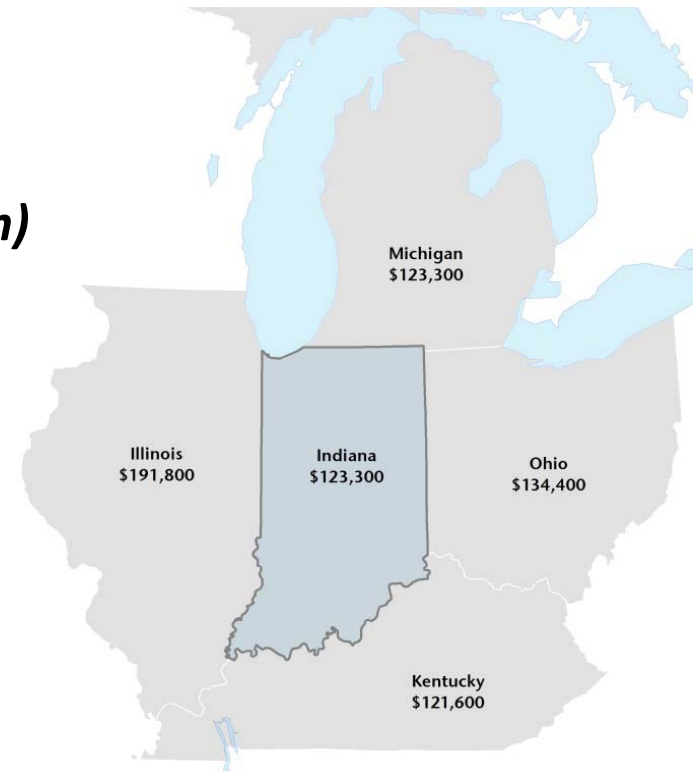 n)
Michigan
$123,300
Illinois
$191,800
Indiana
$123,300
Ohio
$134,400
Kentucky
$121,600